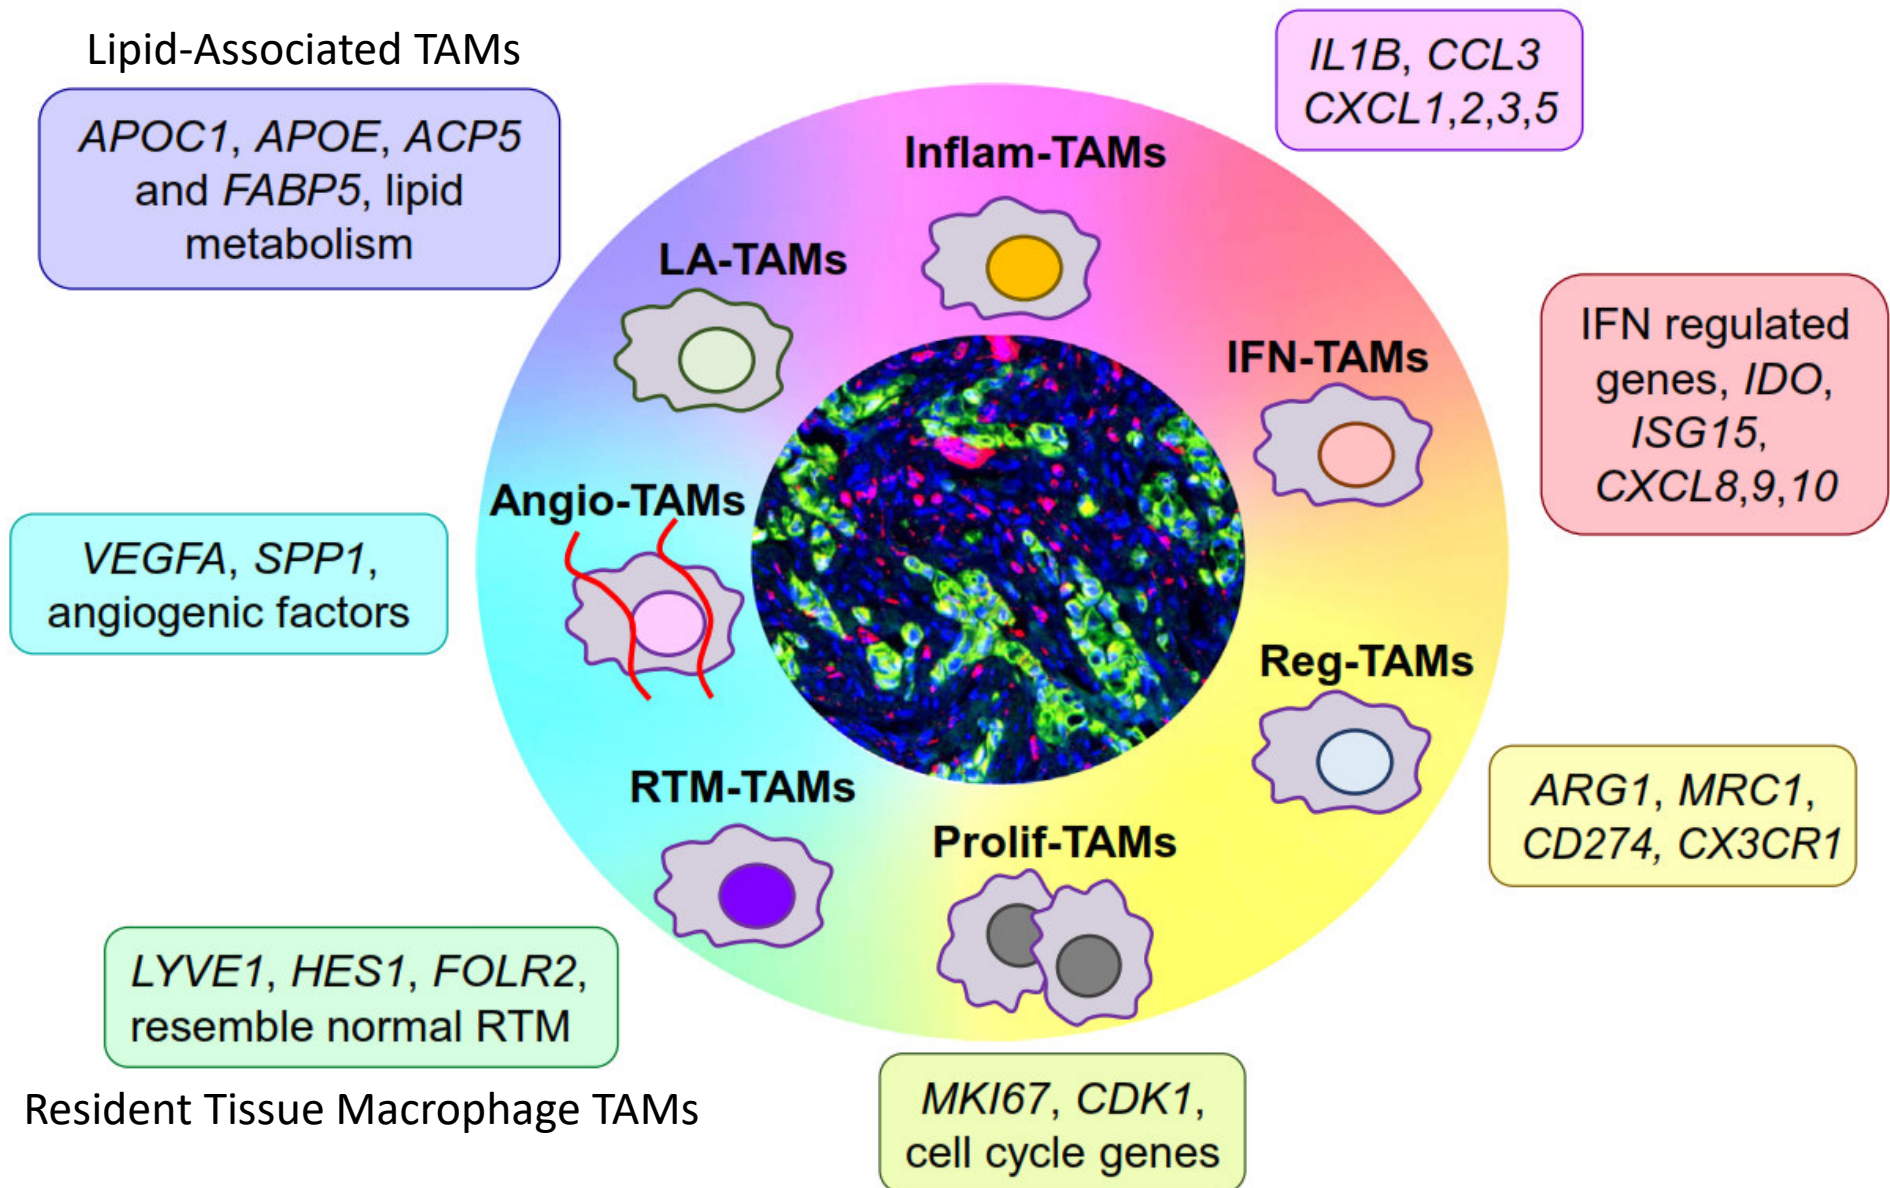 Lipid-Associated TAMs
APOC1, APOE, ACP5
and FABP5, lipid
metabolism
IL1B, CCL3
CXCL1,2,3,5
Inflam-TAMs
LA-TAMs
IFN-TAMs
IFN regulated
genes, IDO,
ISG15,
CXCL8,9,10
Angio-TAMs
VEGFA, SPP1,
angiogenic factors
Reg-TAMs
ARG1, MRC1,
CD274, CX3CR1
RTM-TAMs
Prolif-TAMs
LYVE1, HES1, FOLR2,
resemble normal RTM
Resident Tissue Macrophage TAMs
MKI67, CDK1,
cell cycle genes